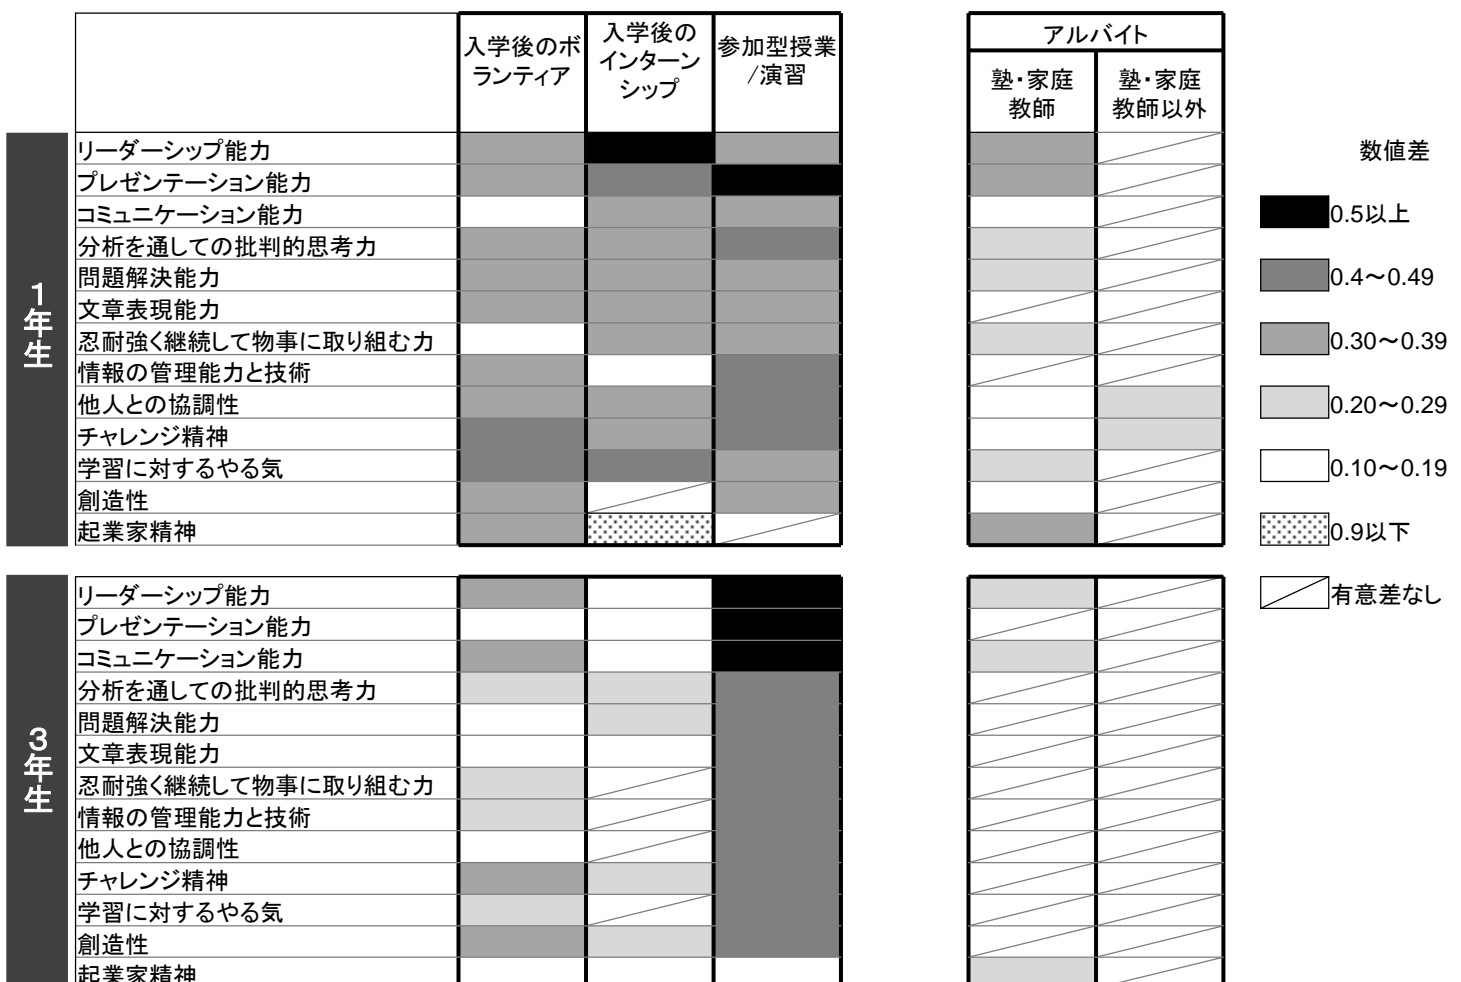 入学後のボ
ランティア
入学後の
インターン
シップ
参加型授業
/演習
アルバイト
塾・家庭
教師
塾・家庭
教師以外
1年生
リーダーシップ能力
プレゼンテーション能力
コミュニケーション能力
分析を通しての批判的思考力
問題解決能力
文章表現能力
忍耐強く継続して物事に取り組む力
情報の管理能力と技術
他人との協調性
チャレンジ精神
学習に対するやる気
創造性
起業家精神
数値差
0.5以上
0.4〜0.49
0.30〜0.39
0.20〜0.29
0.10〜0.19
0.9以下
有意差なし
3年生
リーダーシップ能力
プレゼンテーション能力
コミュニケーション能力
分析を通しての批判的思考力
問題解決能力
文章表現能力
忍耐強く継続して物事に取り組む力
情報の管理能力と技術
他人との協調性
チャレンジ精神
学習に対するやる気
創造性
起業家精神